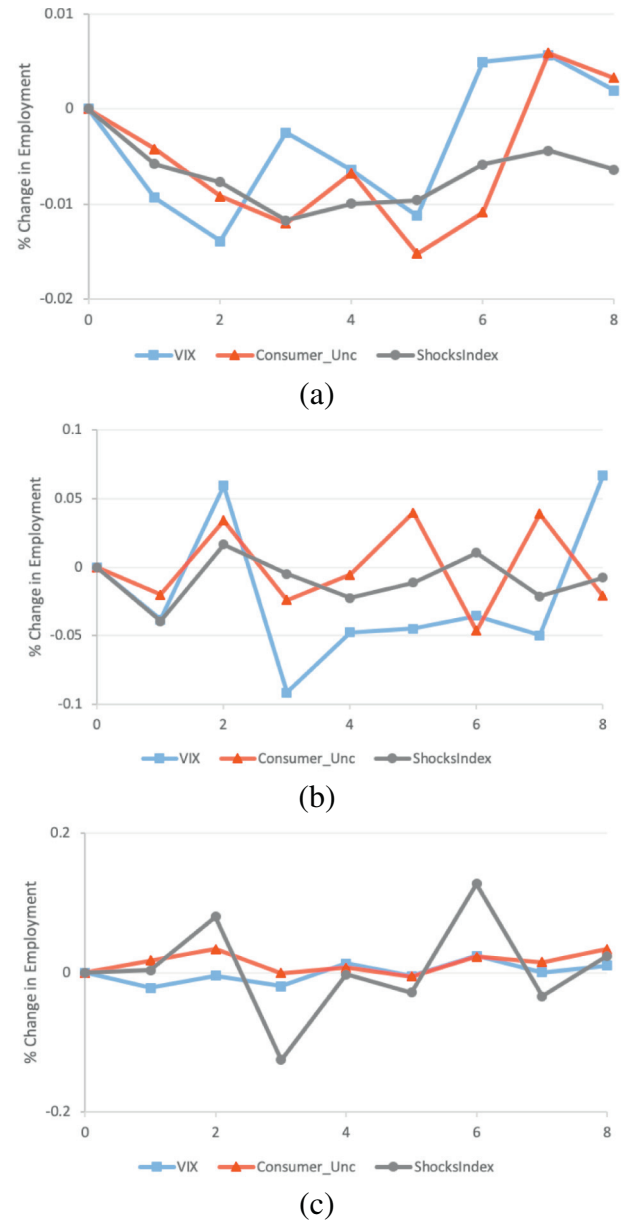 0.01
0
-0.01
-0.02
% Change in Employment
0 2 4 6 8
VIX Consumer_Unc ShocksIndex
(a)
0.1
0.05
0
-0.05
-0.1
% Change in Employment
0 2 4 6 8
VIX Consumer_Unc ShocksIndex
(b)
0.2
0
-0.2
% Change in Employment
0 2 4 6 8
VIX Consumer_Unc ShocksIndex
(c)